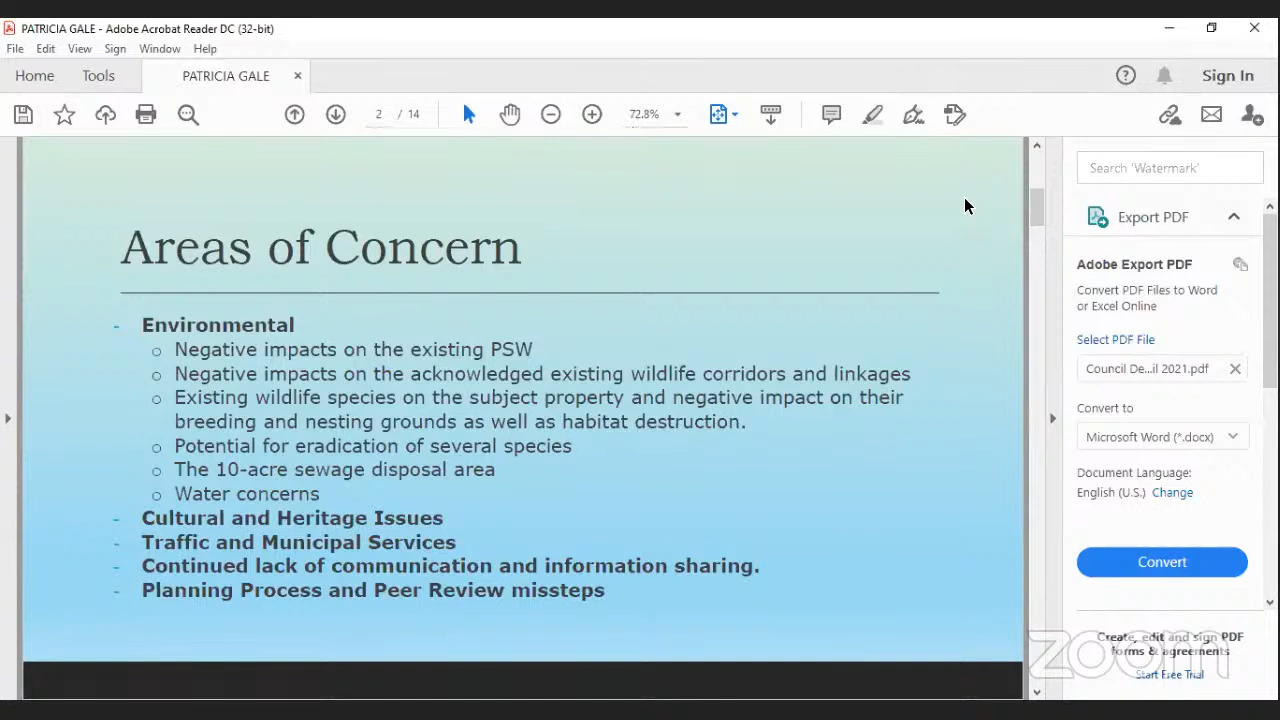 PATRICIA GALE - Adobe Acrobat Reader DC (32-bit)
File Edit View Sign Window Help
Home Tools PATRICIA GALE × Sign In
2 / 14 72.8%
Search 'Watermark'
Export PDF
Adobe Export PDF
Convert PDF Files to Word
or Excel Online
Select PDF File
Council De...il 2021.pdf
Convert to
Microsoft Word (*.docx)
Document Language:
English (U.S.) Change
Convert
Create, edit and sign PDF
forms & agreements
Start Free Trial
zoom
Areas of Concern
- Environmental
o Negative impacts on the existing PSW
o Negative impacts on the acknowledged existing wildlife corridors and linkages
o Existing wildlife species on the subject property and negative impact on their
breeding and nesting grounds as well as habitat destruction.
o Potential for eradication of several species
o The 10-acre sewage disposal area
o Water concerns
- Cultural and Heritage Issues
- Traffic and Municipal Services
- Continued lack of communication and information sharing.
- Planning Process and Peer Review missteps